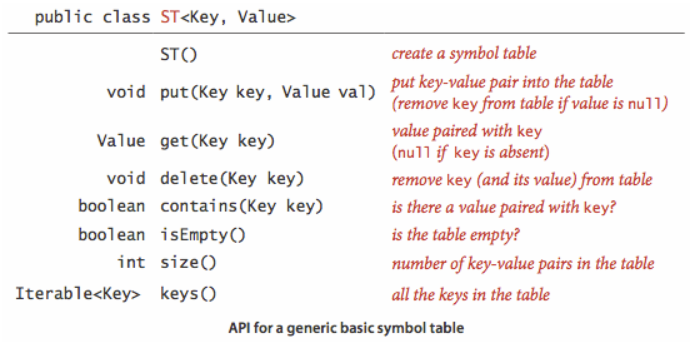 public class ST<Key, Value>
ST() create a symbol table
void put(Key key, Value val) put key-value pair into the table
(remove key from table if value is null)
Value get(Key key) value paired with key
(null if key is absent)
void delete(Key key) remove key (and its value) from table
boolean contains(Key key) is there a value paired with key?
boolean isEmpty() is the table empty?
int size() number of key-value pairs in the table
Iterable<Key> keys() all the keys in the table
API for a generic basic symbol table